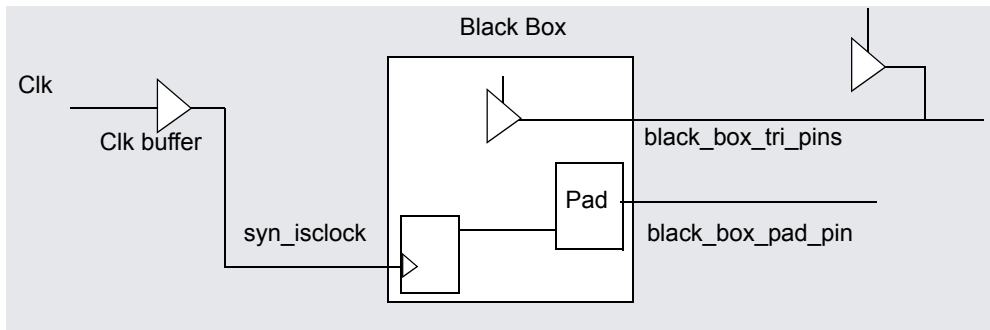 Black Box
Clk
Clk buffer
black_box_tri_pins
Pad
syn_isclock
black_box_pad_pin